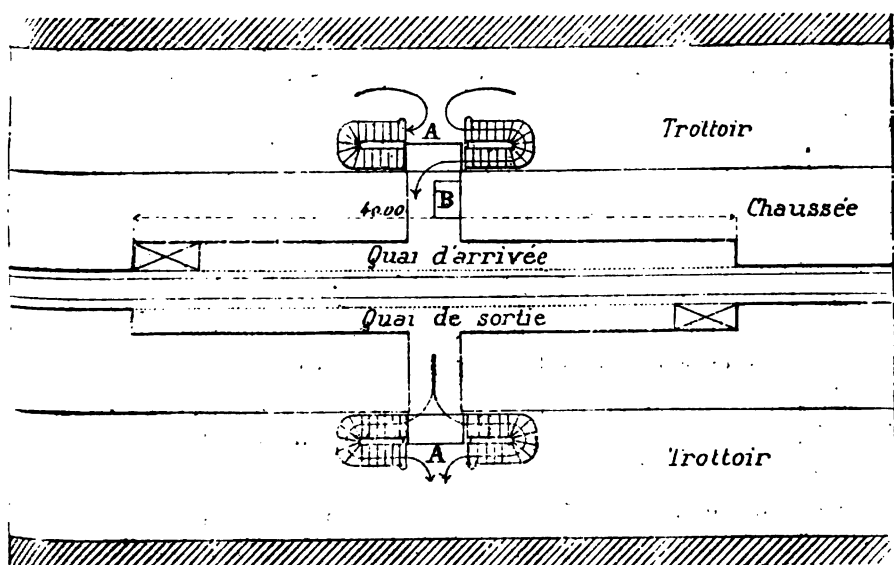 A
Trottoir
B
40.00
Chaussée
Quai d'arrivée
Quai de sortie
A
Trottoir